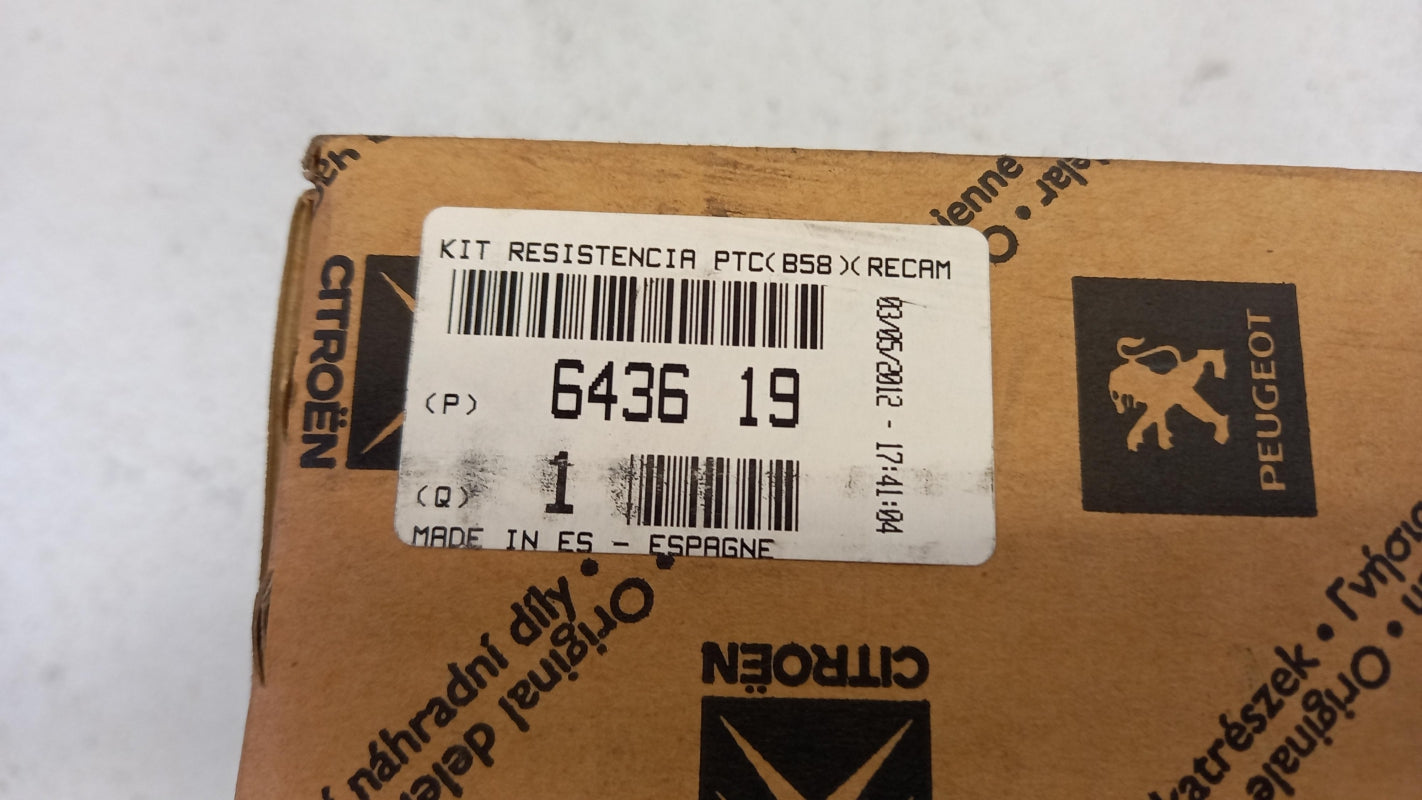 KIT RESISTENCIA PTC(B58)(RECAM
6436 19
(P)
(Q) 1
MADE IN ES - ESPAGNE
03/05/2012 - 17:41:04
CITROËN
PEUGEOT
CITROËN
náhradní díly •
Original delel
Originale